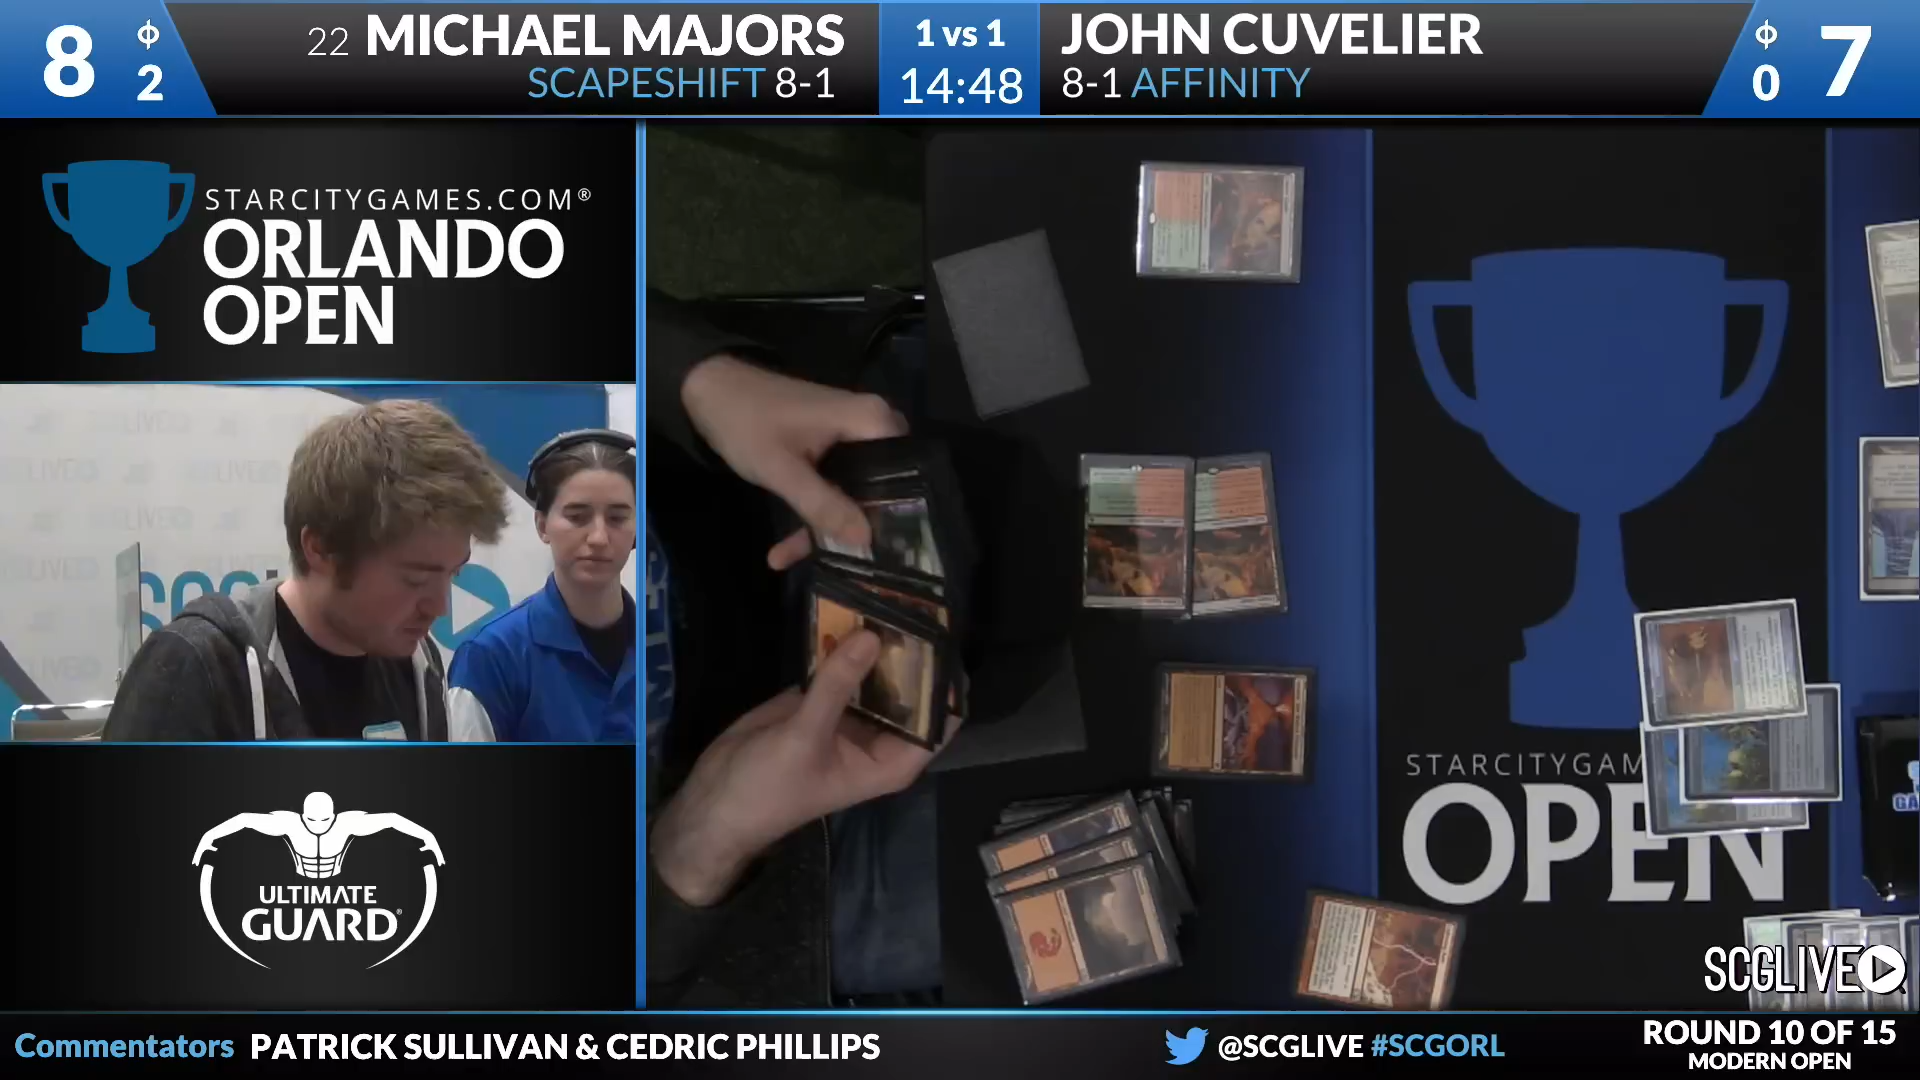 8
Φ
2
22 MICHAEL MAJORS
SCAPESHIFT 8-1
1 vs 1
14:48
JOHN CUVELIER
8-1 AFFINITY
Φ
0
7
STARCITYGAMES.COM®
ORLANDO
OPEN
ULTIMATE
GUARD®
STARCITYGAM
OPEN
SCGLIVE
Commentators PATRICK SULLIVAN & CEDRIC PHILLIPS
@SCGLIVE #SCGORL
ROUND 10 OF 15
MODERN OPEN